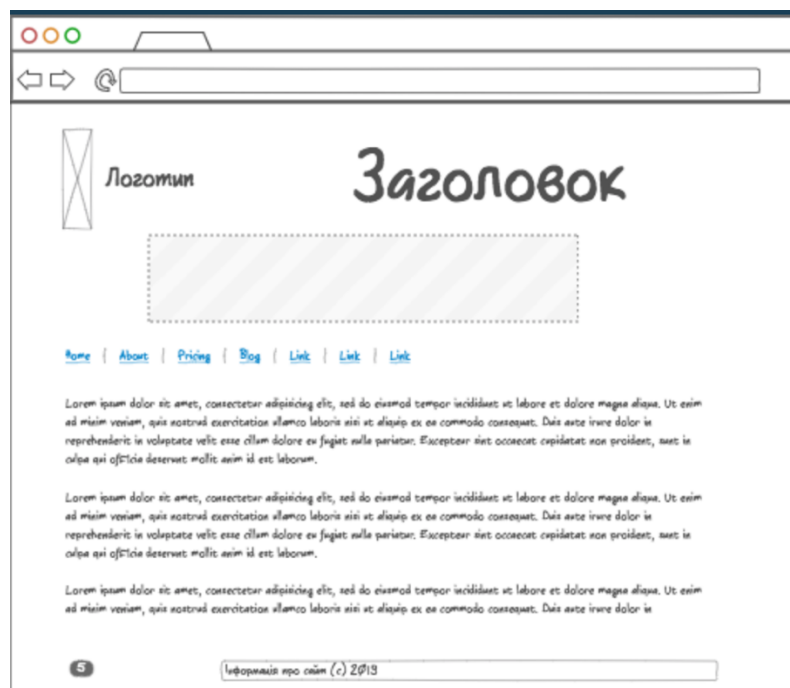 Логотип
Заголовок
Home | About | Pricing | Blog | Link | Link | Link
Lorem ipsum dolor sit amet, consectetur adipisicing elit, sed do eiusmod tempor incididunt ut labore et dolore magna aliqua. Ut enim
ad minim veniam, quis nostrud exercitation ullamco laboris nisi ut aliquip ex ea commodo consequat. Duis aute irure dolor in
reprehenderit in voluptate velit esse cillum dolore eu fugiat nulla pariatur. Excepteur sint occaecat cupidatat non proident, sunt in
culpa qui officia deserunt mollit anim id est laborum.
Lorem ipsum dolor sit amet, consectetur adipisicing elit, sed do eiusmod tempor incididunt ut labore et dolore magna aliqua. Ut enim
ad minim veniam, quis nostrud exercitation ullamco laboris nisi ut aliquip ex ea commodo consequat. Duis aute irure dolor in
reprehenderit in voluptate velit esse cillum dolore eu fugiat nulla pariatur. Excepteur sint occaecat cupidatat non proident, sunt in
culpa qui officia deserunt mollit anim id est laborum.
Lorem ipsum dolor sit amet, consectetur adipisicing elit, sed do eiusmod tempor incididunt ut labore et dolore magna aliqua. Ut enim
ad minim veniam, quis nostrud exercitation ullamco laboris nisi ut aliquip ex ea commodo consequat. Duis aute irure dolor in
5
Інформація про сайт (c) 2019